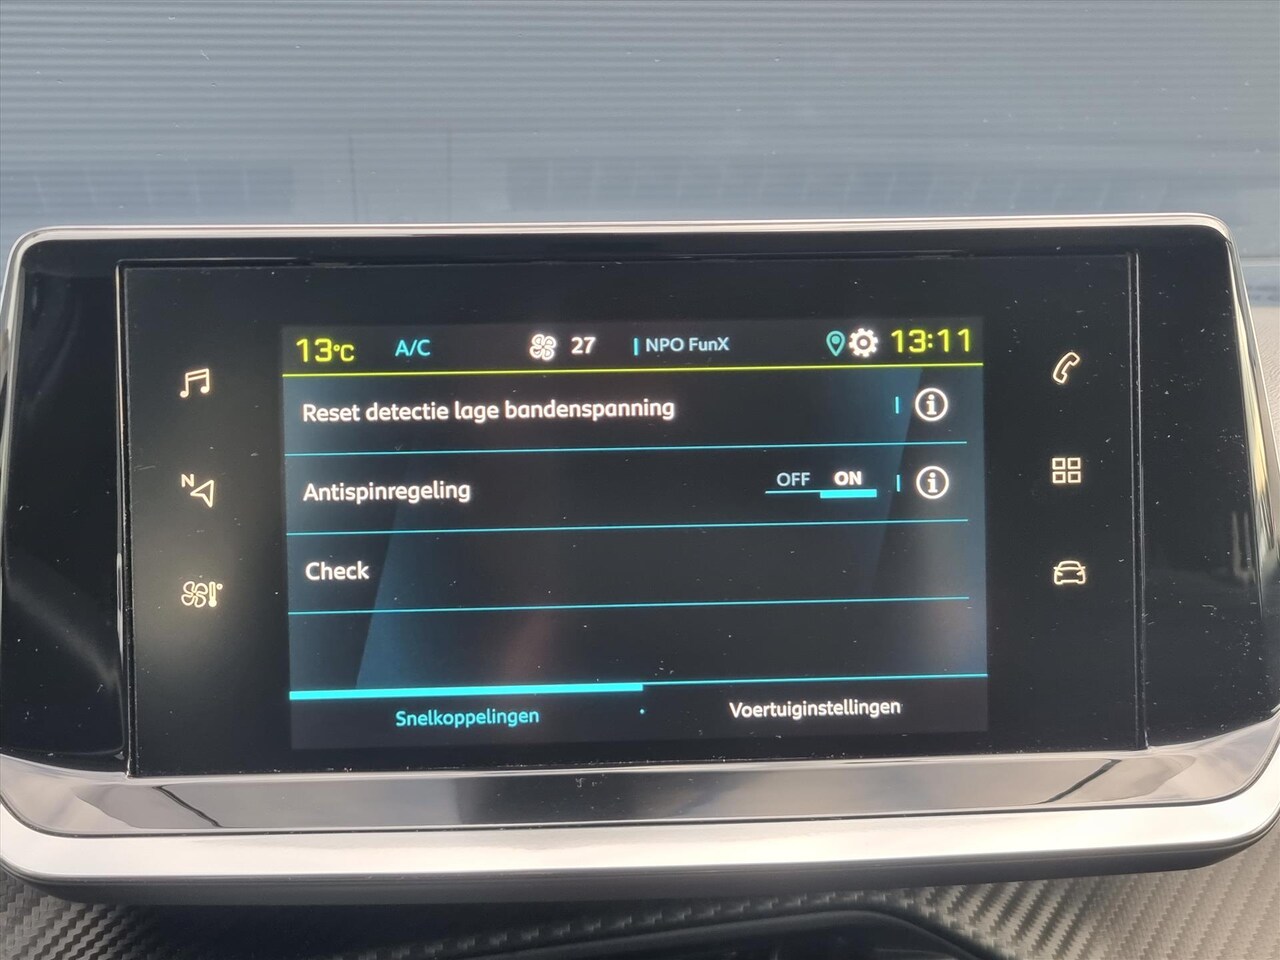 13°C A/C 27 NPO FunX 13:11
Reset detectie lage bandenspanning
Antispinregeling OFF ON
N
Check
Snelkoppelingen Voertuiginstellingen